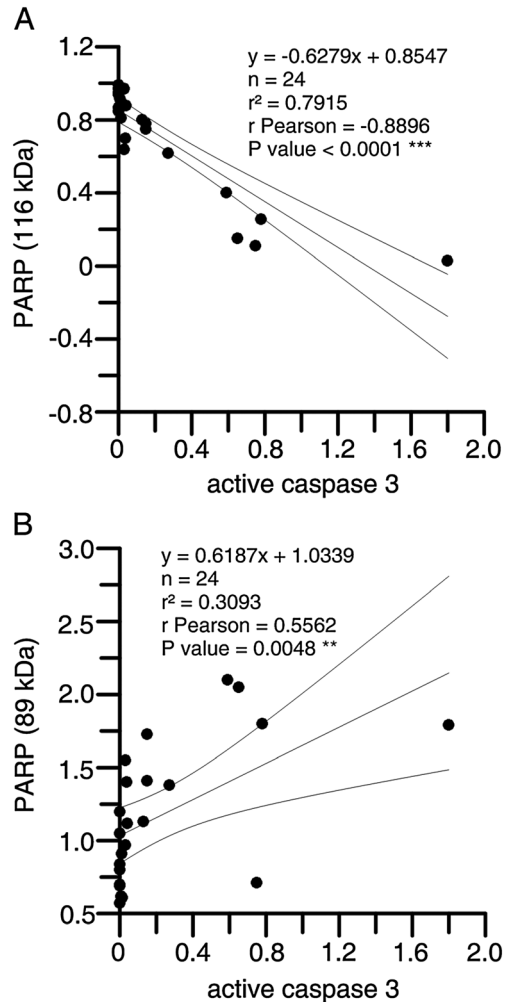 A
y = -0.6279x + 0.8547
n = 24
r² = 0.7915
r Pearson = -0.8896
P value < 0.0001 ***
PARP (116 kDa)
1.2
0.8
0.4
0
-0.4
-0.8
0 0.4 0.8 1.2 1.6 2.0
active caspase 3
B
y = 0.6187x + 1.0339
n = 24
r² = 0.3093
r Pearson = 0.5562
P value = 0.0048 **
PARP (89 kDa)
3.0
2.5
2.0
1.5
1.0
0.5
0 0.4 0.8 1.2 1.6 2.0
active caspase 3